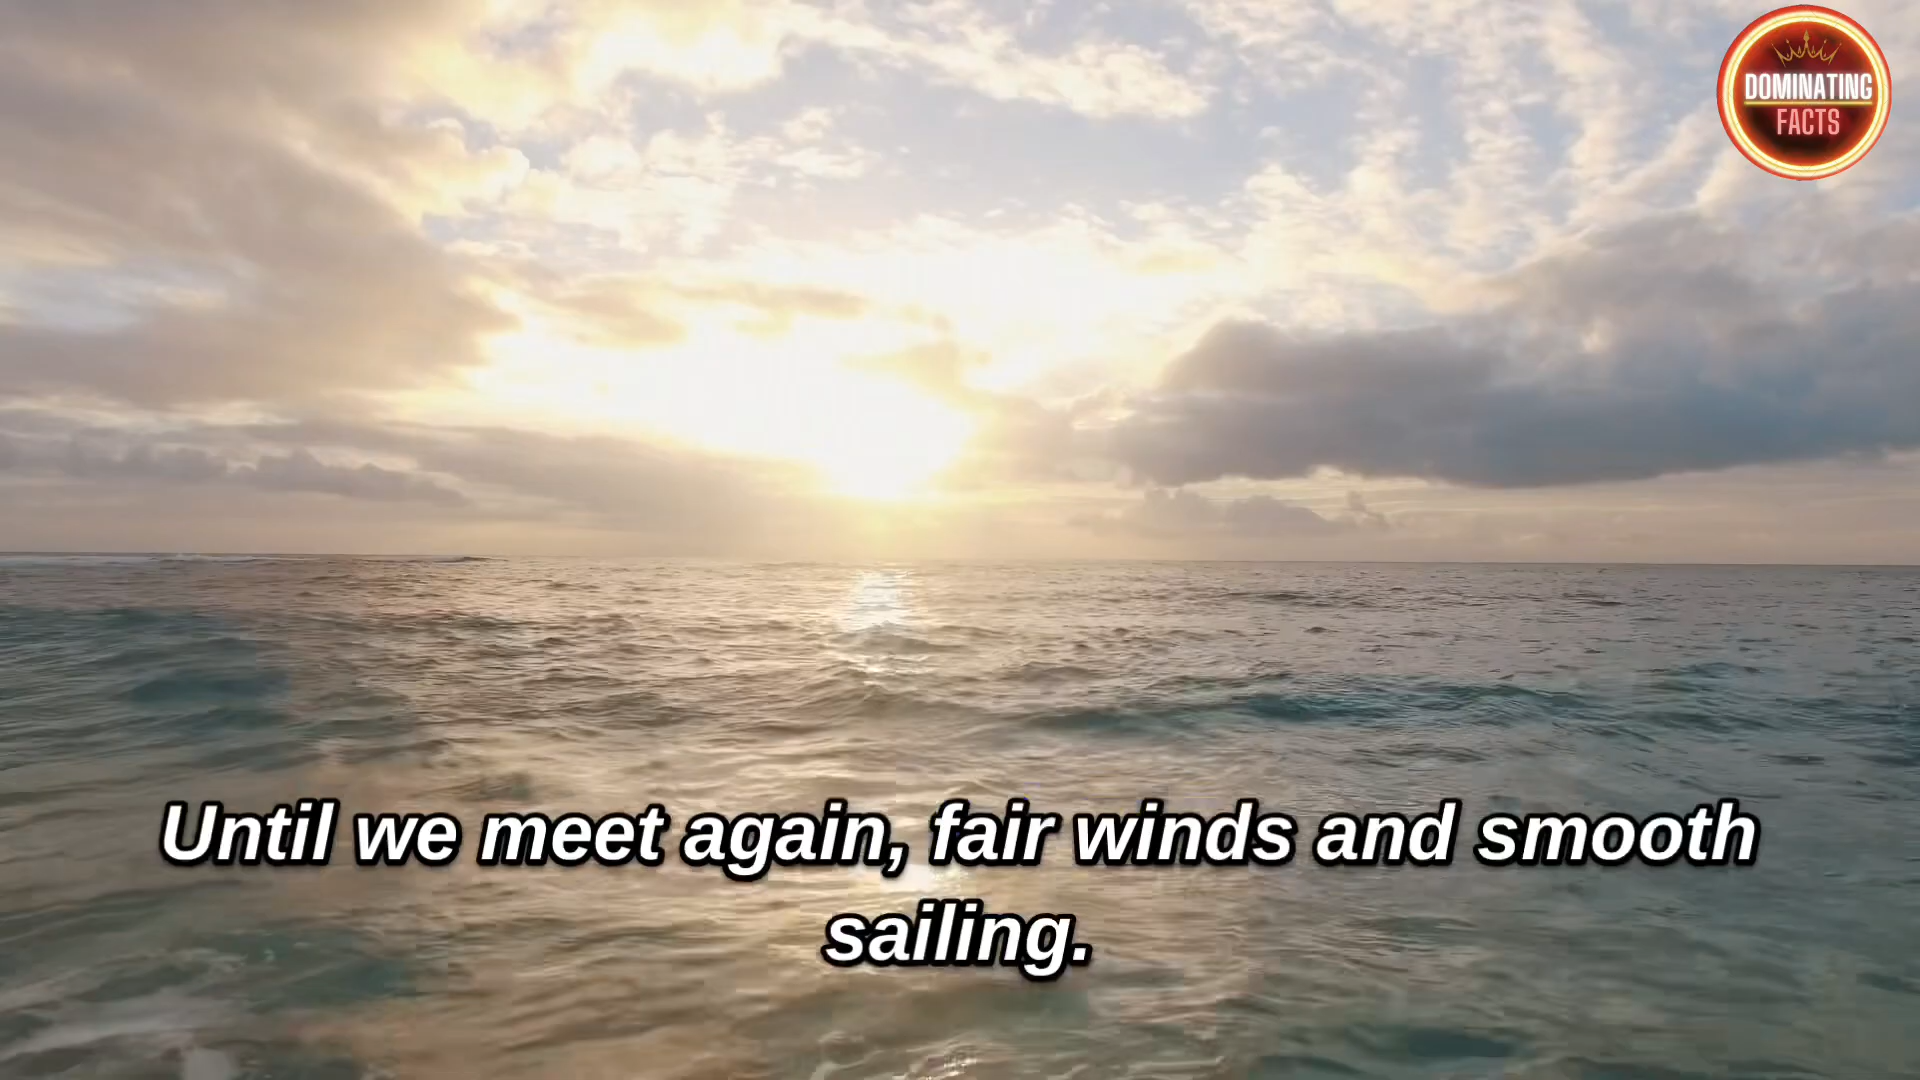 DOMINATING
FACTS
Until we meet again, fair winds and smooth
sailing.